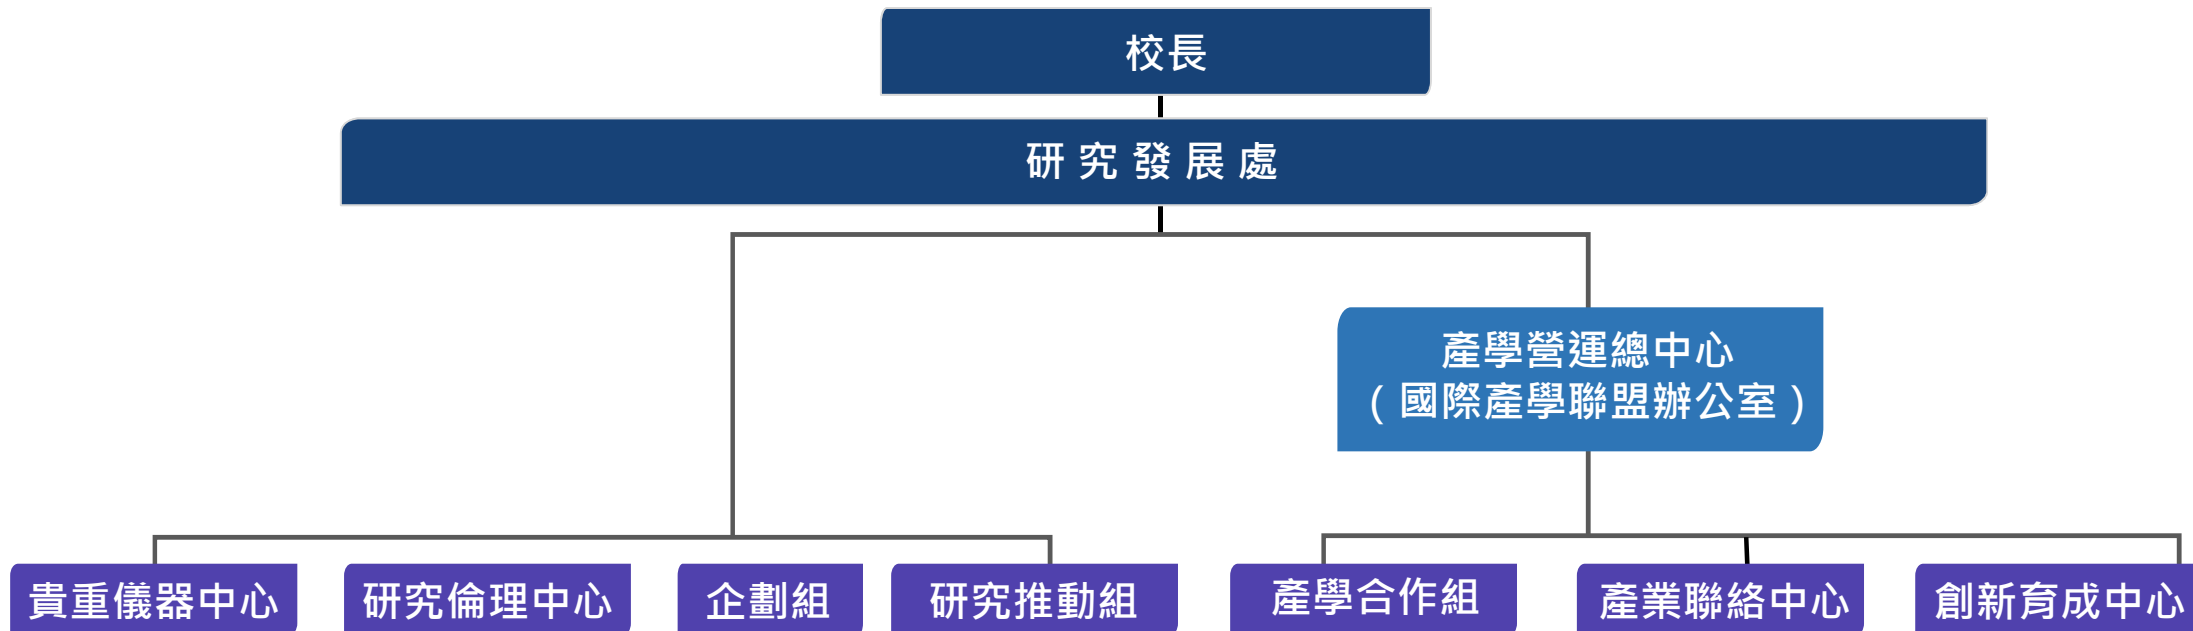 校長
研究發展處
產學營運總中心
（國際產學聯盟辦公室）
貴重儀器中心
研究倫理中心
企劃組
研究推動組
產學合作組
產業聯絡中心
創新育成中心